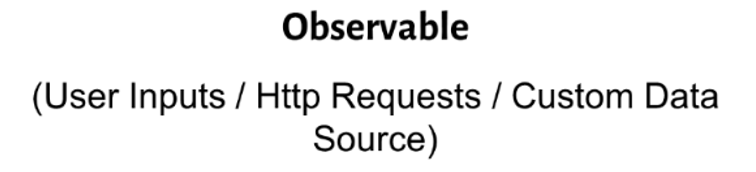 Observable
(User Inputs / Http Requests / Custom Data
Source)